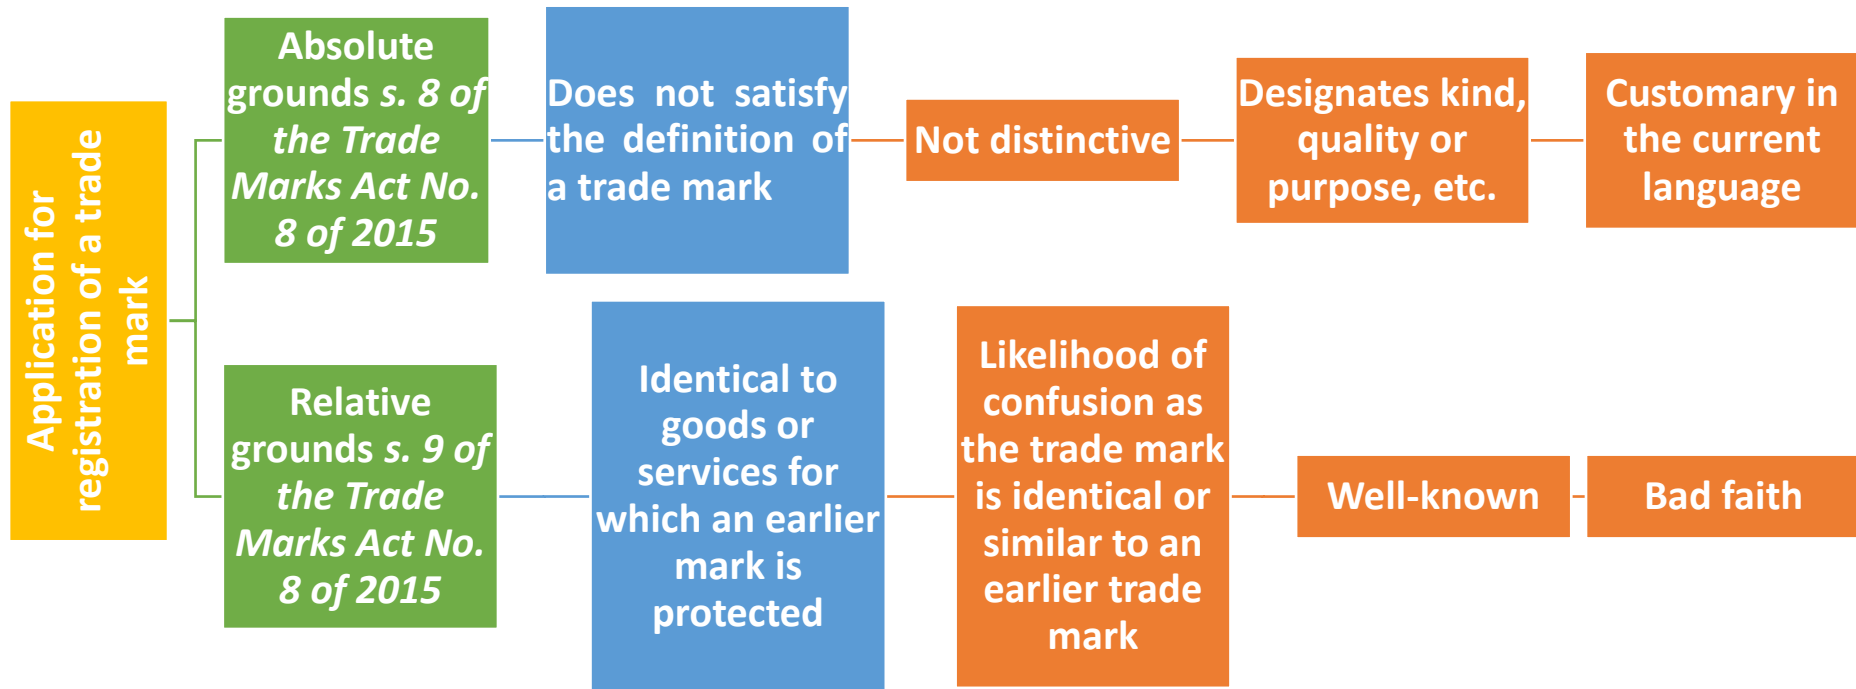 Application for
registration of a trade
mark
Absolute
grounds s. 8 of
the Trade
Marks Act No.
8 of 2015
Does not satisfy
the definition of
a trade mark
Not distinctive
Designates kind,
quality or
purpose, etc.
Customary in
the current
language
Relative
grounds s. 9 of
the Trade
Marks Act No.
8 of 2015
Identical to
goods or
services for
which an earlier
mark is
protected
Likelihood of
confusion as
the trade mark
is identical or
similar to an
earlier trade
mark
Well-known
Bad faith